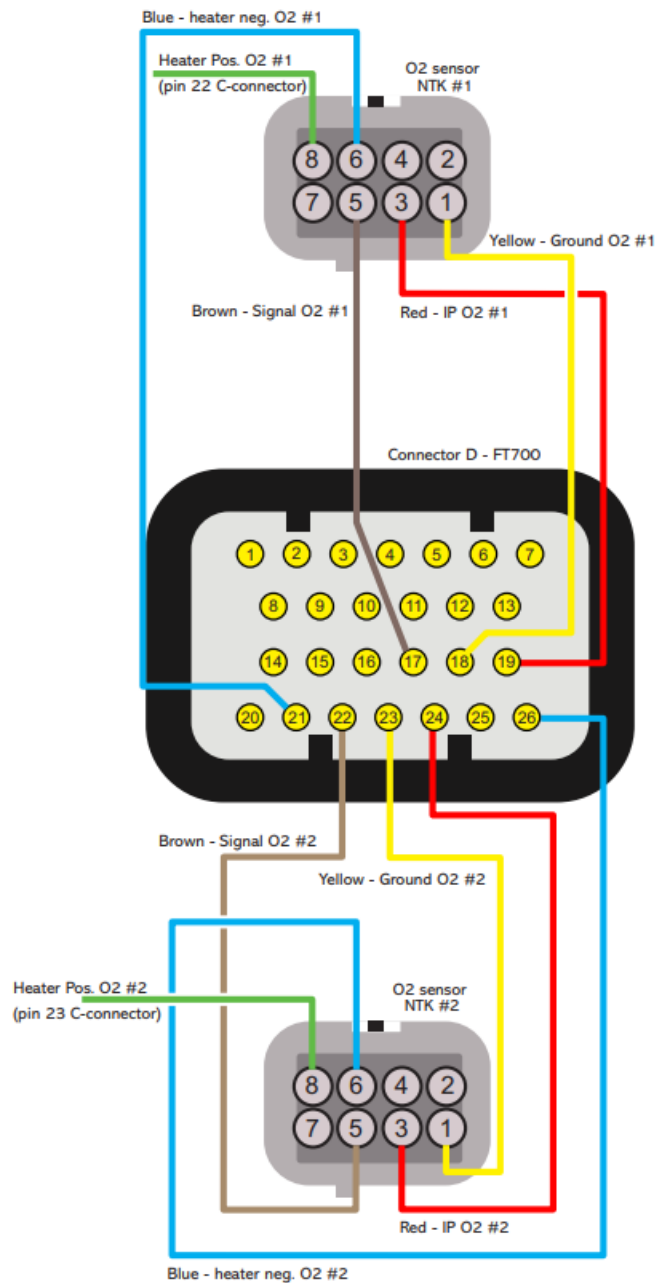 Blue - heater neg. O2 #1
Heater Pos. O2 #1
(pin 22 C-connector)
O2 sensor
NTK #1
8 6 4 2
7 5 3 1
Yellow - Ground O2 #1
Brown - Signal O2 #1
Red - IP O2 #1
Connector D - FT700
1 2 3 4 5 6 7
8 9 10 11 12 13
14 15 16 17 18 19
20 21 22 23 24 25 26
Brown - Signal O2 #2
Yellow - Ground O2 #2
Heater Pos. O2 #2
(pin 23 C-connector)
O2 sensor
NTK #2
8 6 4 2
7 5 3 1
Red - IP O2 #2
Blue - heater neg. O2 #2